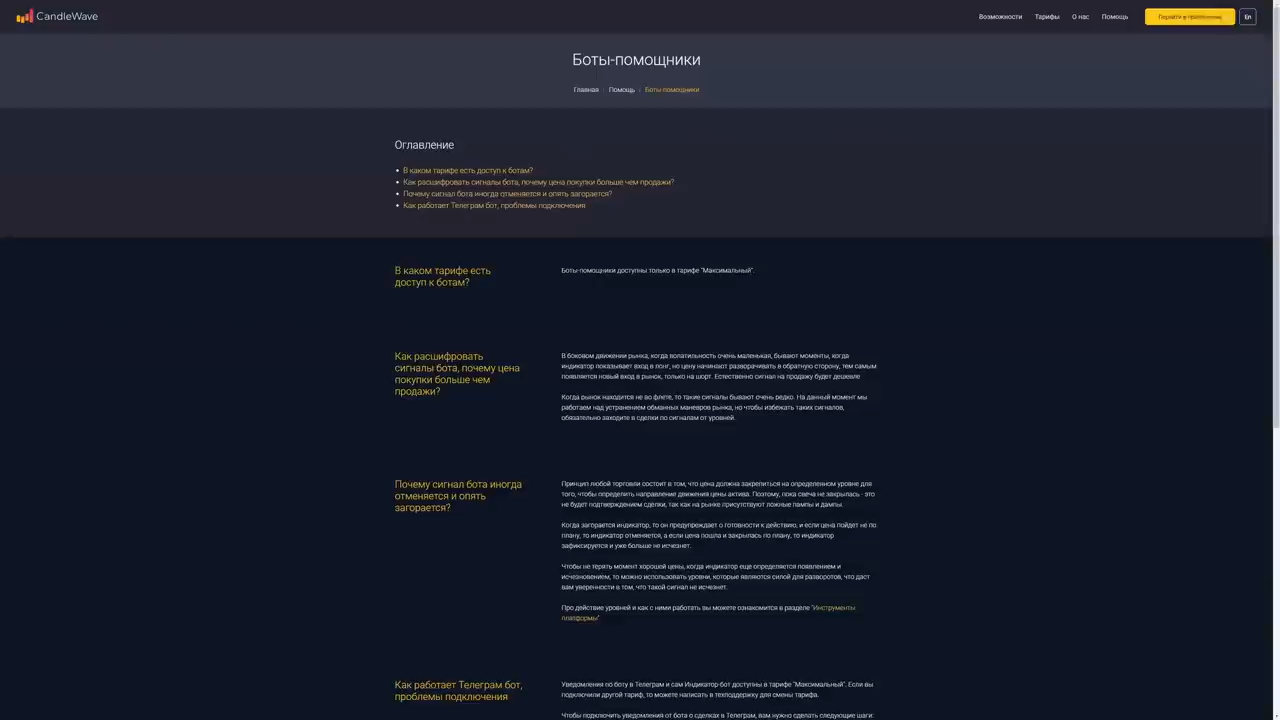 CandleWave
Возможности
Тарифы
О нас
Помощь
Перейти в приложение
En
Боты-помощники
Главная / Помощь / Боты-помощники
Оглавление
В каком тарифе есть доступ к ботам?
Как расшифровать сигналы бота, почему цена покупки больше чем продажи?
Почему сигнал бота иногда отменяется и опять загорается?
Как работает Телеграм бот, проблемы подключения
В каком тарифе есть
доступ к ботам?
Боты-помощники доступны только в тарифе "Максимальный".
Как расшифровать
сигналы бота, почему цена
покупки больше чем
продажи?
В боковом движении рынка, когда волатильность очень маленькая, бывают моменты, когда
индикатор показывает вход в лонг, но цену начинают разворачивать в обратную сторону, тем самым
появляется новый вход в рынок, только на шорт. Естественно сигнал на продажу будет дешевле
Когда рынок находится не во флете, то такие сигналы бывают очень редко. На данный момент мы
работаем над устранением обманных маневров рынка, но чтобы избежать таких сигналов,
обязательно заходите в сделки по сигналам от уровней.
Почему сигнал бота иногда
отменяется и опять
загорается?
Принцип любой торговли состоит в том, что цена должна закрепиться на определенном уровне для
того, чтобы определить направление движения цены актива. Поэтому, пока свеча не закрылась - это
не будет подтверждением сделки, так как на рынке присутствуют ложные пампы и дампы.
Когда загорается индикатор, то он предупреждает о готовности к действию, и если цена пойдет не по
плану, то индикатор отменяется, а если цена пошла и закрылась по плану, то индикатор
зафиксируется и уже больше не исчезнет.
Чтобы не терять момент хорошей цены, когда индикатор еще определяется появлением и
исчезновением, то можно использовать уровни, которые являются силой для разворотов, что даст
вам уверенности в том, что такой сигнал не исчезнет.
Про действие уровней и как с ними работать вы можете ознакомится в разделе "Инструменты
платформы"
Как работает Телеграм бот,
проблемы подключения
Уведомления по боту в Телеграм и сам Индикатор-бот доступны в тарифе "Максимальный". Если вы
подключили другой тариф, то можете написать в техподдержку для смены тарифа.
Чтобы подключить уведомления от бота о сделках в Телеграм, вам нужно сделать следующие шаги: